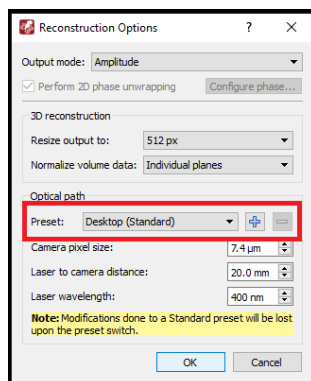 Reconstruction Options ? ×
Output mode: Amplitude
Perform 2D phase unwrapping Configure phase...
3D reconstruction
Resize output to: 512 px
Normalize volume data: Individual planes
Optical path
Preset: Desktop (Standard)
Camera pixel size: 7.4 µm
Laser to camera distance: 20.0 mm
Laser wavelength: 400 nm
Note: Modifications done to a Standard preset will be lost
upon the preset switch.
OK Cancel